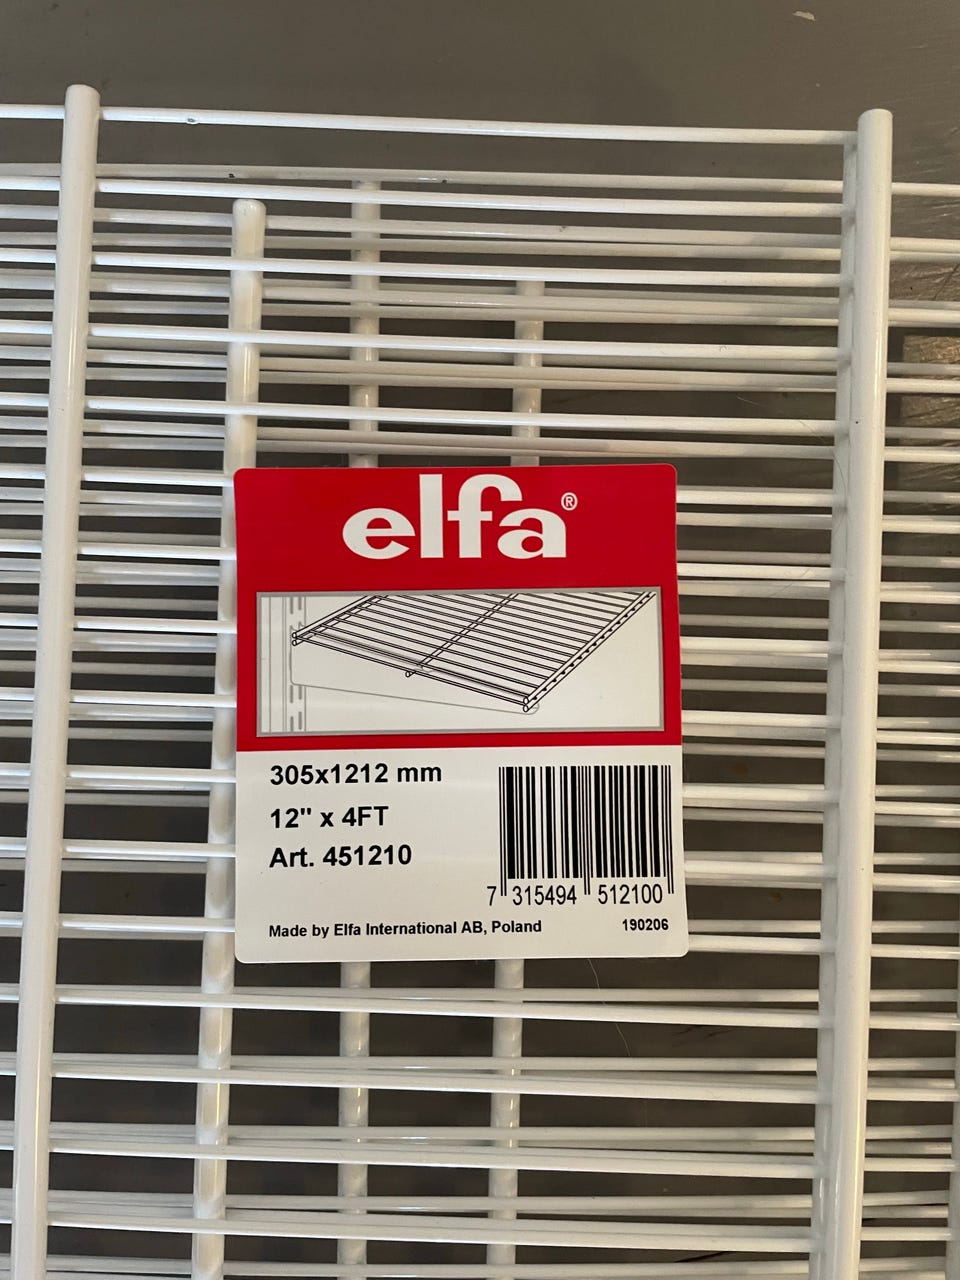 elfa®
305x1212 mm
12" x 4FT
Art. 451210
7 315494 512100
Made by Elfa International AB, Poland
190206